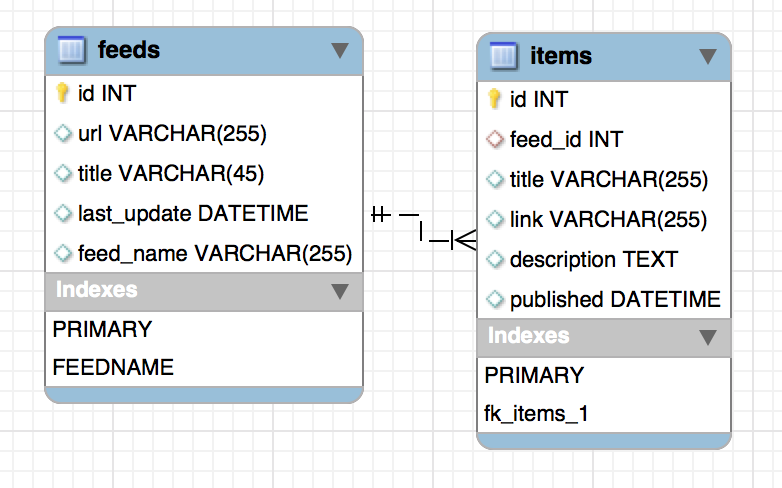 feeds
id INT
url VARCHAR(255)
title VARCHAR(45)
last_update DATETIME
feed_name VARCHAR(255)
Indexes
PRIMARY
FEEDNAME
items
id INT
feed_id INT
title VARCHAR(255)
link VARCHAR(255)
description TEXT
published DATETIME
Indexes
PRIMARY
fk_items_1